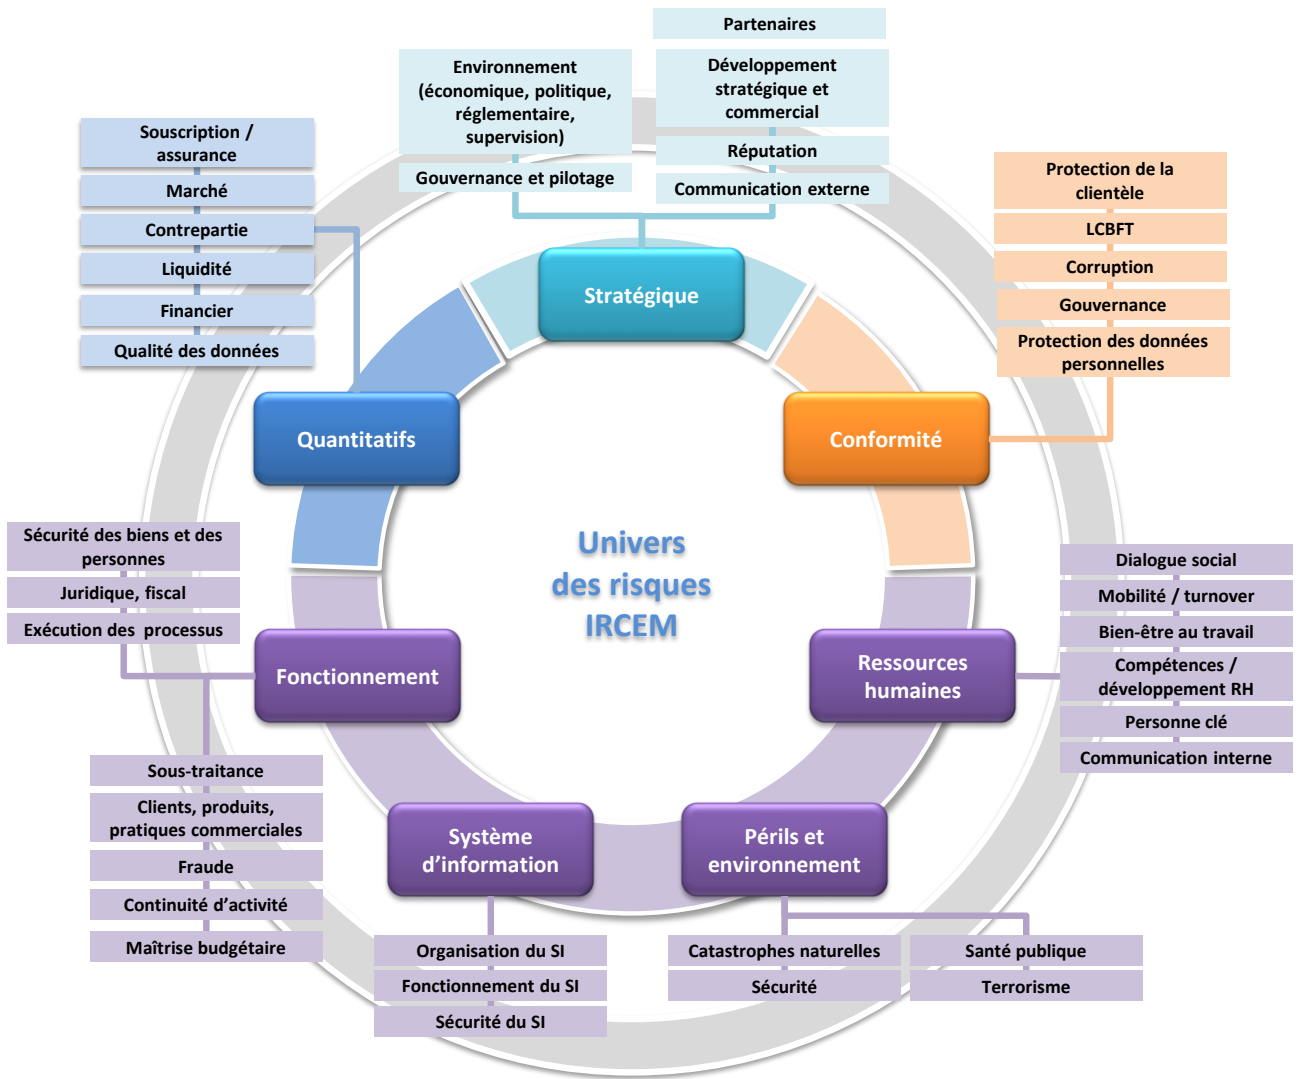 Partenaires
Environnement
(économique, politique,
réglementaire,
supervision)
Gouvernance et pilotage
Développement
stratégique et
commercial
Réputation
Communication externe
Souscription /
assurance
Marché
Contrepartie
Liquidité
Financier
Qualité des données
Protection de la
clientèle
LCBFT
Corruption
Gouvernance
Protection des données
personnelles
Stratégique
Quantitatifs
Conformité
Univers
des risques
IRCEM
Sécurité des biens et des
personnes
Juridique, fiscal
Exécution des processus
Fonctionnement
Ressources
humaines
Dialogue social
Mobilité / turnover
Bien-être au travail
Compétences /
développement RH
Personne clé
Communication interne
Sous-traitance
Clients, produits,
pratiques commerciales
Fraude
Continuité d’activité
Maîtrise budgétaire
Système
d’information
Périls et
environnement
Organisation du SI
Fonctionnement du SI
Sécurité du SI
Catastrophes naturelles
Sécurité
Santé publique
Terrorisme